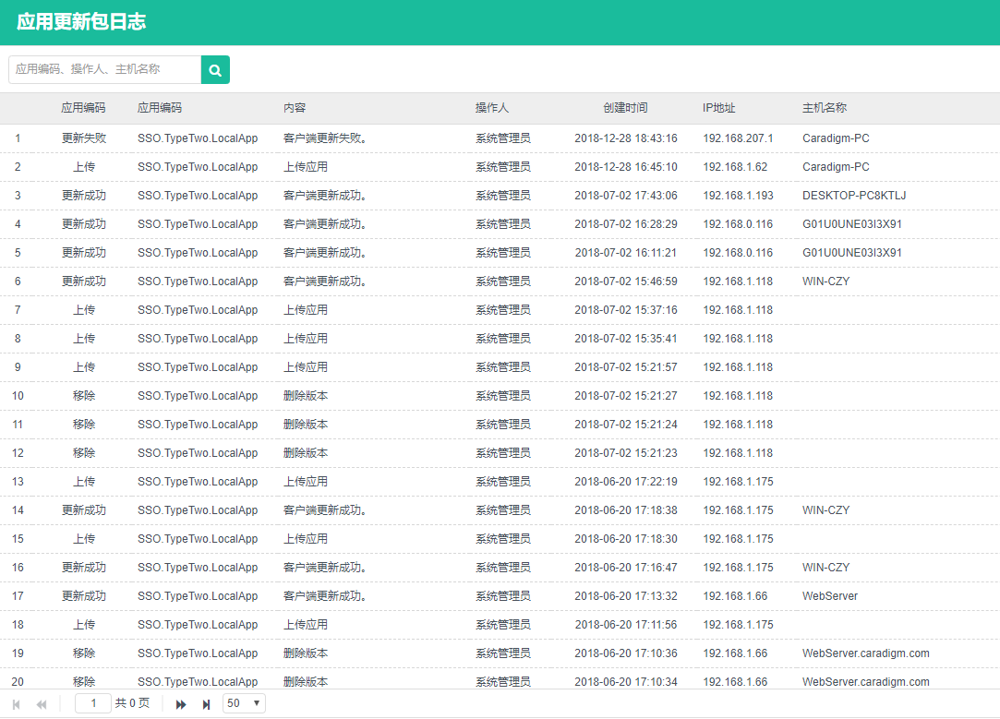 应用更新包日志
应用编码、操作人、主机名称
应用编码 应用编码 内容 操作人 创建时间 IP地址 主机名称
1 更新失败 SSO.TypeTwo.LocalApp 客户端更新失败。 系统管理员 2018-12-28 18:43:16 192.168.207.1 Caradigm-PC
2 上传 SSO.TypeTwo.LocalApp 上传应用 系统管理员 2018-12-28 16:45:10 192.168.1.62 Caradigm-PC
3 更新成功 SSO.TypeTwo.LocalApp 客户端更新成功。 系统管理员 2018-07-02 17:43:06 192.168.1.193 DESKTOP-PC8KTLJ
4 更新成功 SSO.TypeTwo.LocalApp 客户端更新成功。 系统管理员 2018-07-02 16:28:29 192.168.0.116 G01U0UNE03I3X91
5 更新成功 SSO.TypeTwo.LocalApp 客户端更新成功。 系统管理员 2018-07-02 16:11:21 192.168.0.116 G01U0UNE03I3X91
6 更新成功 SSO.TypeTwo.LocalApp 客户端更新成功。 系统管理员 2018-07-02 15:46:59 192.168.1.118 WIN-CZY
7 上传 SSO.TypeTwo.LocalApp 上传应用 系统管理员 2018-07-02 15:37:16 192.168.1.118
8 上传 SSO.TypeTwo.LocalApp 上传应用 系统管理员 2018-07-02 15:35:41 192.168.1.118
9 上传 SSO.TypeTwo.LocalApp 上传应用 系统管理员 2018-07-02 15:21:57 192.168.1.118
10 移除 SSO.TypeTwo.LocalApp 删除版本 系统管理员 2018-07-02 15:21:27 192.168.1.118
11 移除 SSO.TypeTwo.LocalApp 删除版本 系统管理员 2018-07-02 15:21:24 192.168.1.118
12 移除 SSO.TypeTwo.LocalApp 删除版本 系统管理员 2018-07-02 15:21:23 192.168.1.118
13 上传 SSO.TypeTwo.LocalApp 上传应用 系统管理员 2018-06-20 17:22:19 192.168.1.175
14 更新成功 SSO.TypeTwo.LocalApp 客户端更新成功。 系统管理员 2018-06-20 17:18:38 192.168.1.175 WIN-CZY
15 上传 SSO.TypeTwo.LocalApp 上传应用 系统管理员 2018-06-20 17:18:30 192.168.1.175
16 更新成功 SSO.TypeTwo.LocalApp 客户端更新成功。 系统管理员 2018-06-20 17:16:47 192.168.1.175 WIN-CZY
17 更新成功 SSO.TypeTwo.LocalApp 客户端更新成功。 系统管理员 2018-06-20 17:13:32 192.168.1.66 WebServer
18 上传 SSO.TypeTwo.LocalApp 上传应用 系统管理员 2018-06-20 17:11:56 192.168.1.175
19 移除 SSO.TypeTwo.LocalApp 删除版本 系统管理员 2018-06-20 17:10:36 192.168.1.66 WebServer.caradigm.com
20 移除 SSO.TypeTwo.LocalApp 删除版本 系统管理员 2018-06-20 17:10:34 192.168.1.66 WebServer.caradigm.com
1 共 0 页 50